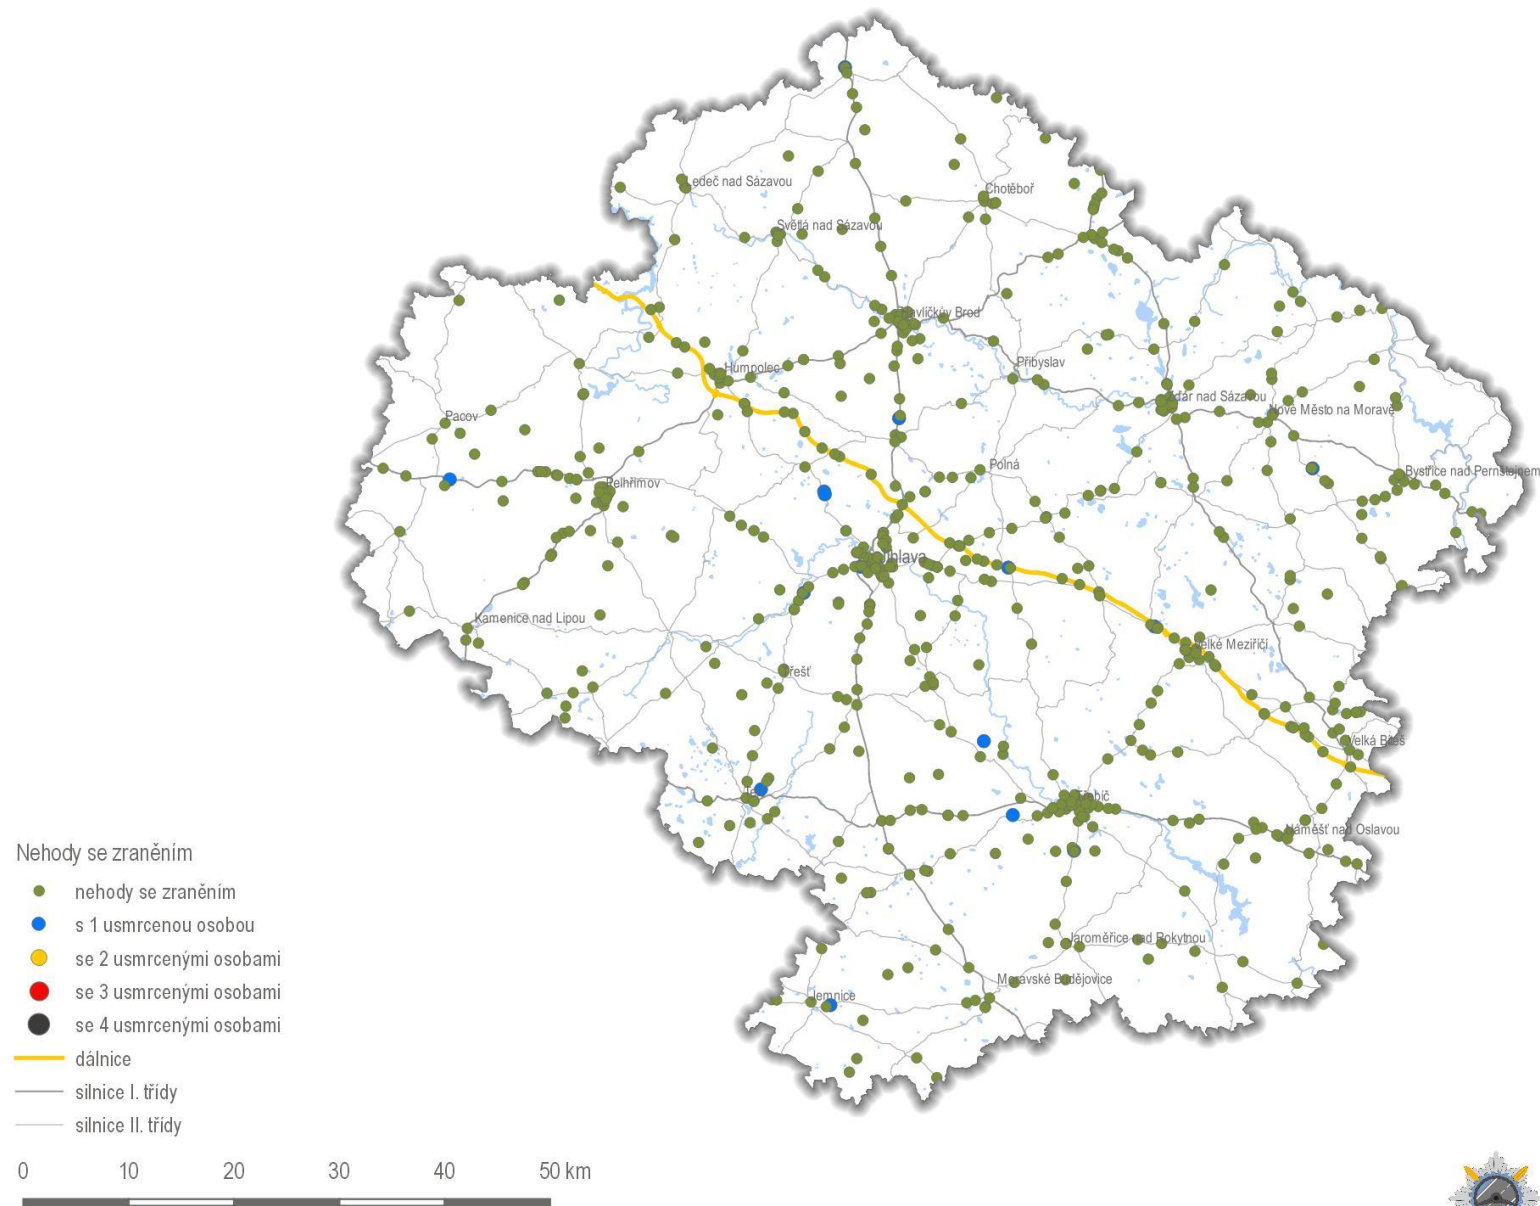 Ledeč nad Sázavou
Chotěboř
Světlá nad Sázavou
Havlíčkův Brod
Přibyslav
Humpolec
Žďár nad Sázavou
Nové Město na Moravě
Pacov
Polná
Bystřice nad Pernštejnem
Pelhřimov
Jihlava
Kamenice nad Lipou
Velké Meziříčí
Třešť
Velká Bíteš
Třebíč
Náměšť nad Oslavou
Jaroměřice nad Rokytnou
Moravské Budějovice
Jemnice
Nehody se zraněním
nehody se zraněním
s 1 usmrcenou osobou
se 2 usmrcenými osobami
se 3 usmrcenými osobami
se 4 usmrcenými osobami
dálnice
silnice I. třídy
silnice II. třídy
0 10 20 30 40 50 km